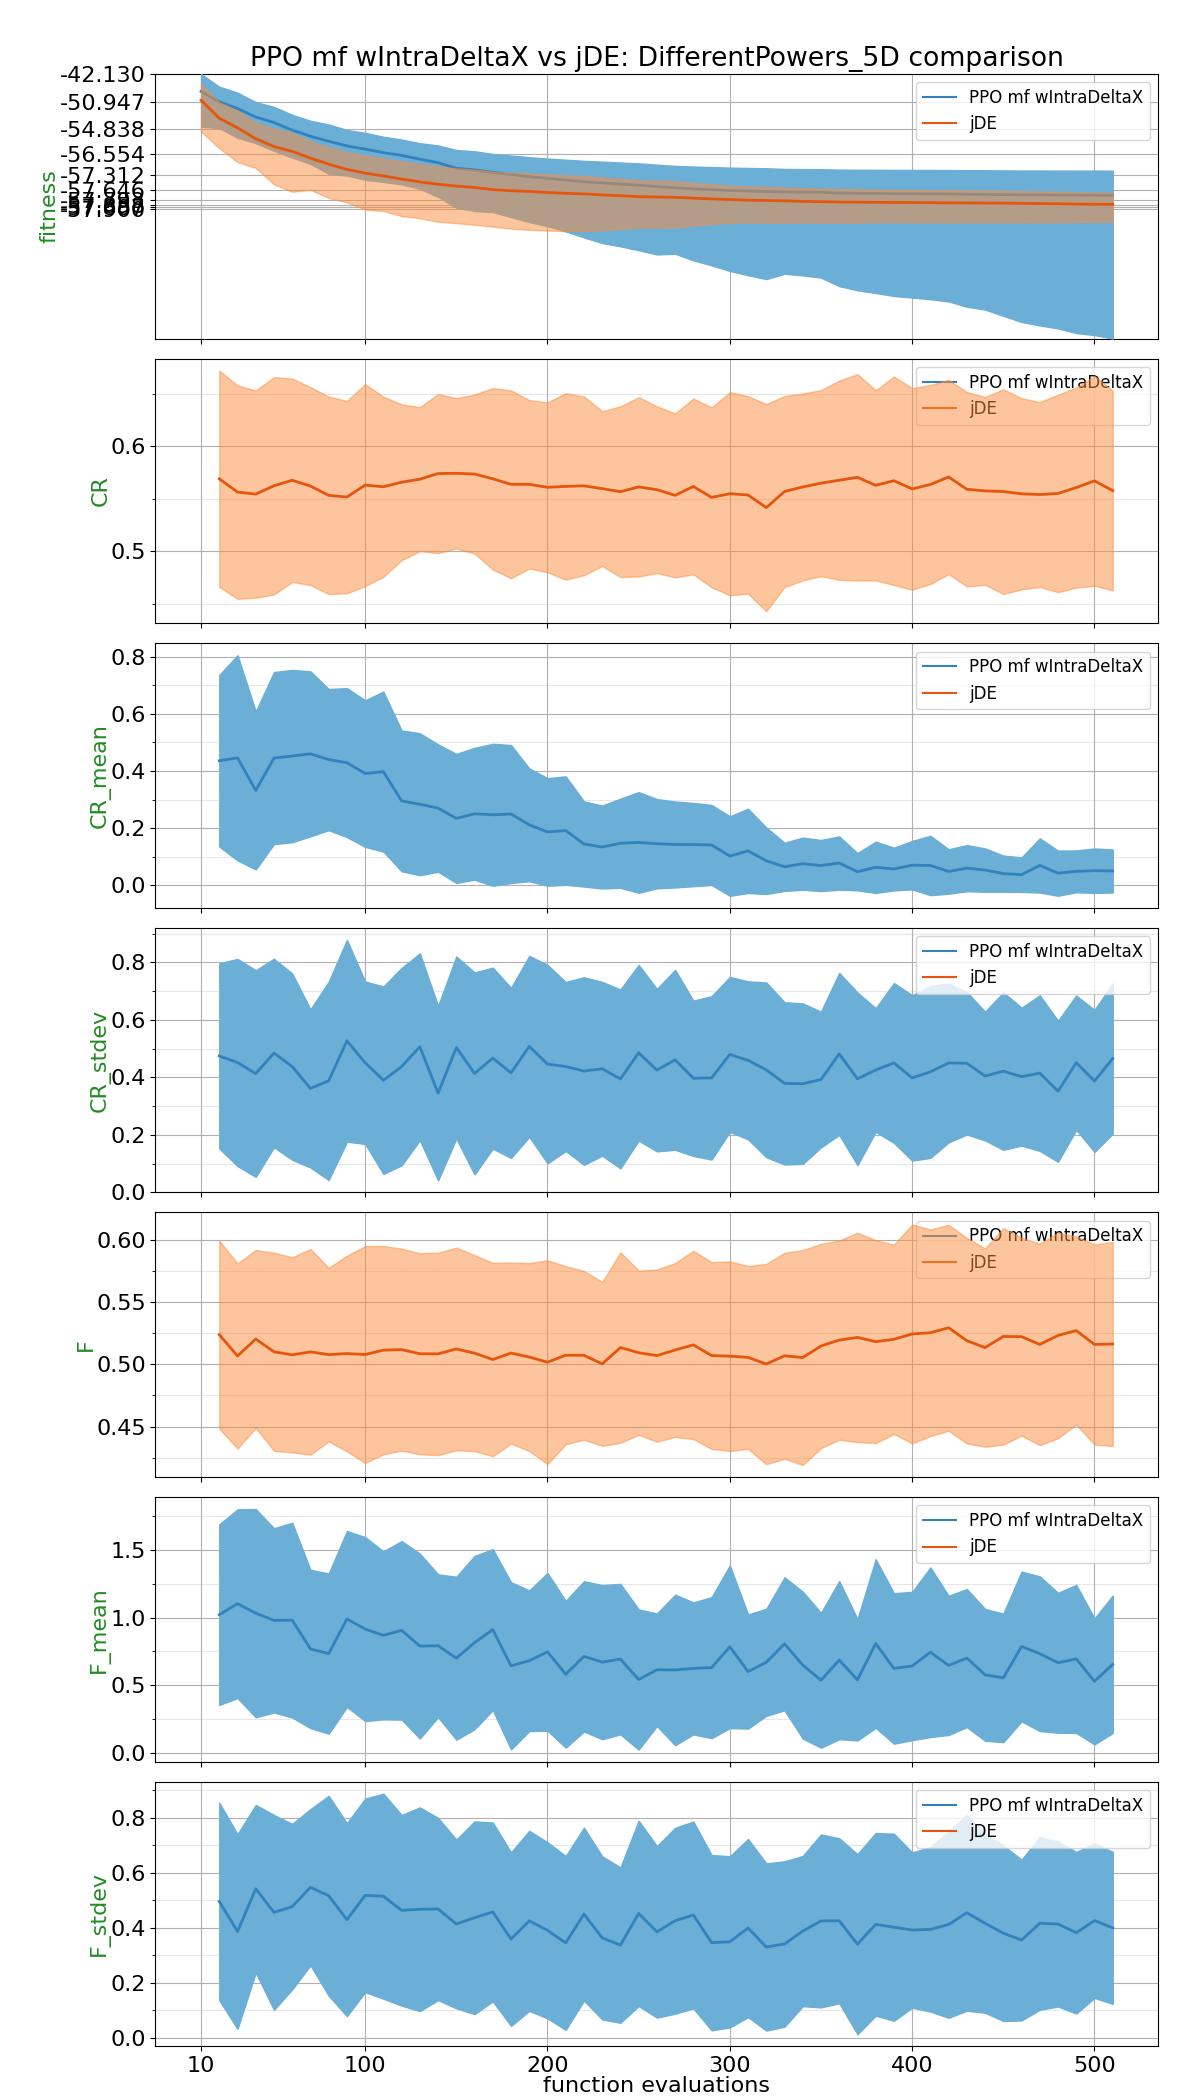 PPO mf wIntraDeltaX vs jDE: DifferentPowers_5D comparison
-42.130
-50.947
-54.838
-56.554
-57.312
-57.646
fitness
PPO mf wIntraDeltaX
jDE
0.6
0.5
CR
PPO mf wIntraDeltaX
jDE
0.8
0.6
0.4
0.2
0.0
CR_mean
PPO mf wIntraDeltaX
jDE
0.8
0.6
0.4
0.2
0.0
CR_stdev
PPO mf wIntraDeltaX
jDE
0.60
0.55
0.50
0.45
F
PPO mf wIntraDeltaX
jDE
1.5
1.0
0.5
0.0
F_mean
PPO mf wIntraDeltaX
jDE
0.8
0.6
0.4
0.2
0.0
F_stdev
PPO mf wIntraDeltaX
jDE
10 100 200 300 400 500
function evaluations